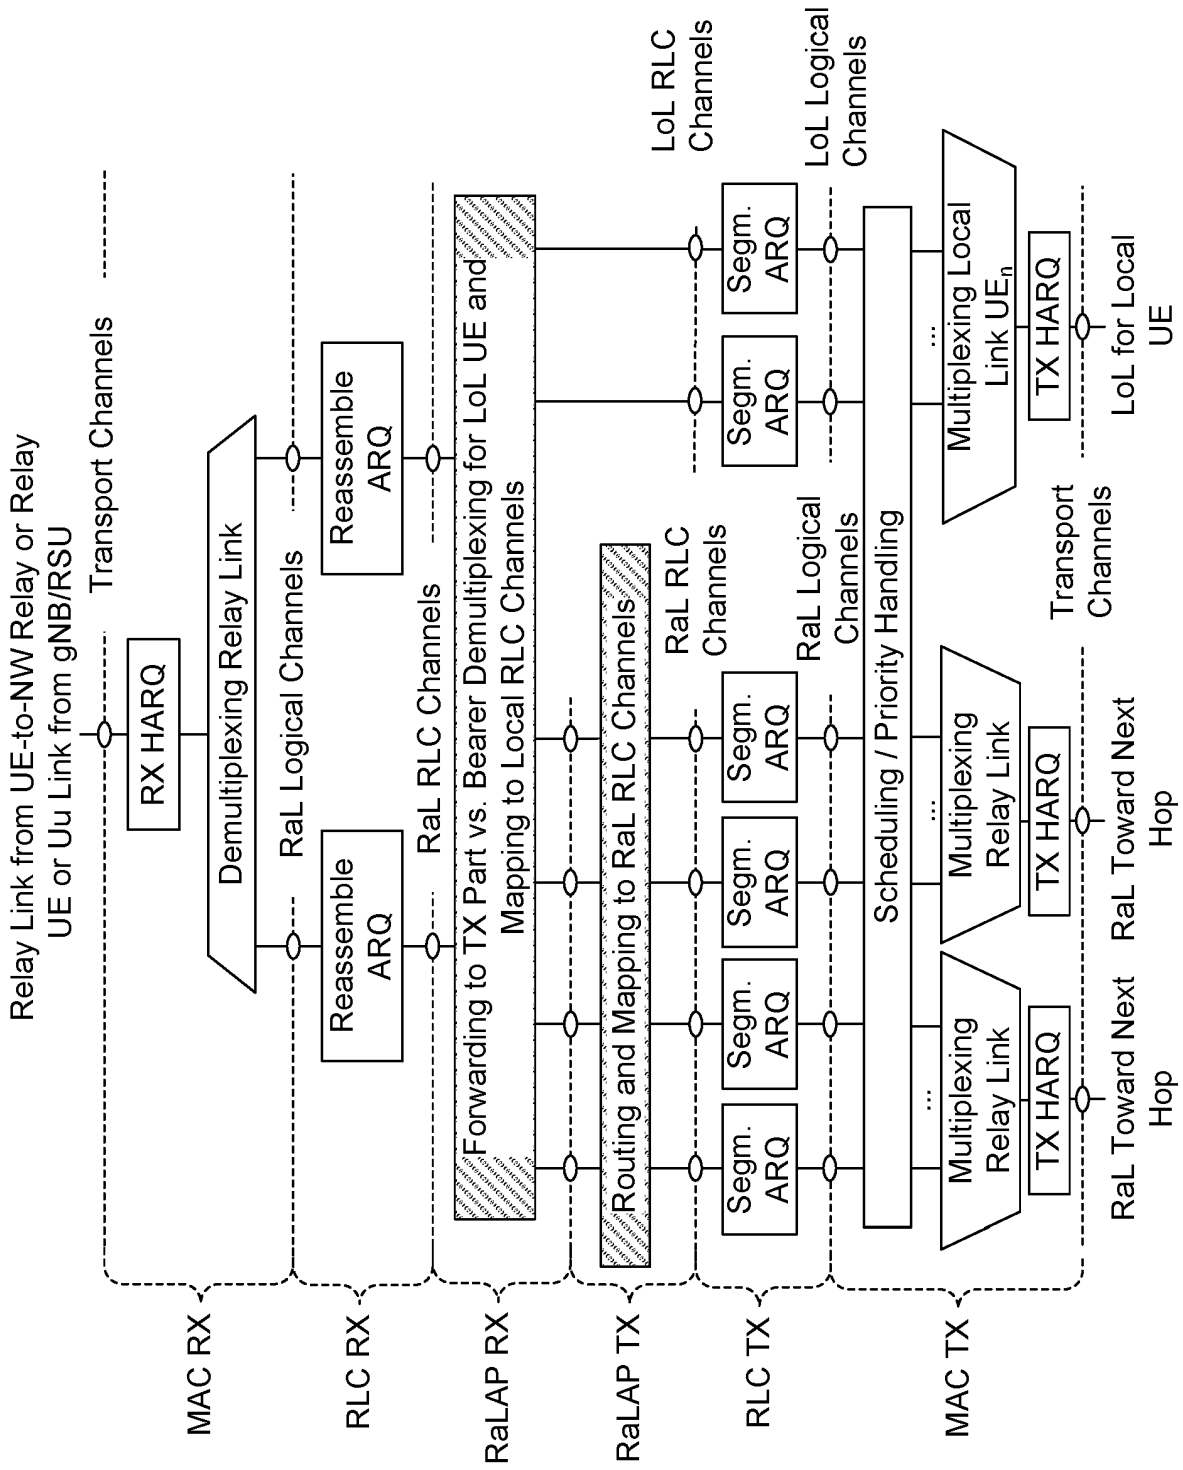 Relay Link from UE-to-NW Relay or Relay
UE or Uu Link from gNB/RSU
Transport Channels
MAC RX
RX HARQ
Demultiplexing Relay Link
RaL Logical Channels
RLC RX
Reassemble
ARQ
Reassemble
ARQ
RaL RLC Channels
RaLAP RX
Forwarding to TX Part vs. Bearer Demultiplexing for LoL UE and
Mapping to Local RLC Channels
RaLAP TX
Routing and Mapping to RaL RLC Channels
RaL RLC
Channels
LoL RLC
Channels
RLC TX
Segm.
ARQ
Segm.
ARQ
Segm.
ARQ
Segm.
ARQ
Segm.
ARQ
Segm.
ARQ
RaL Logical
Channels
LoL Logical
Channels
MAC TX
Scheduling / Priority Handling
...
...
...
Multiplexing
Relay Link
Multiplexing
Relay Link
Multiplexing Local
Link UEn
TX HARQ
TX HARQ
TX HARQ
Transport
Channels
RaL Toward Next
Hop
RaL Toward Next
Hop
LoL for Local
UE